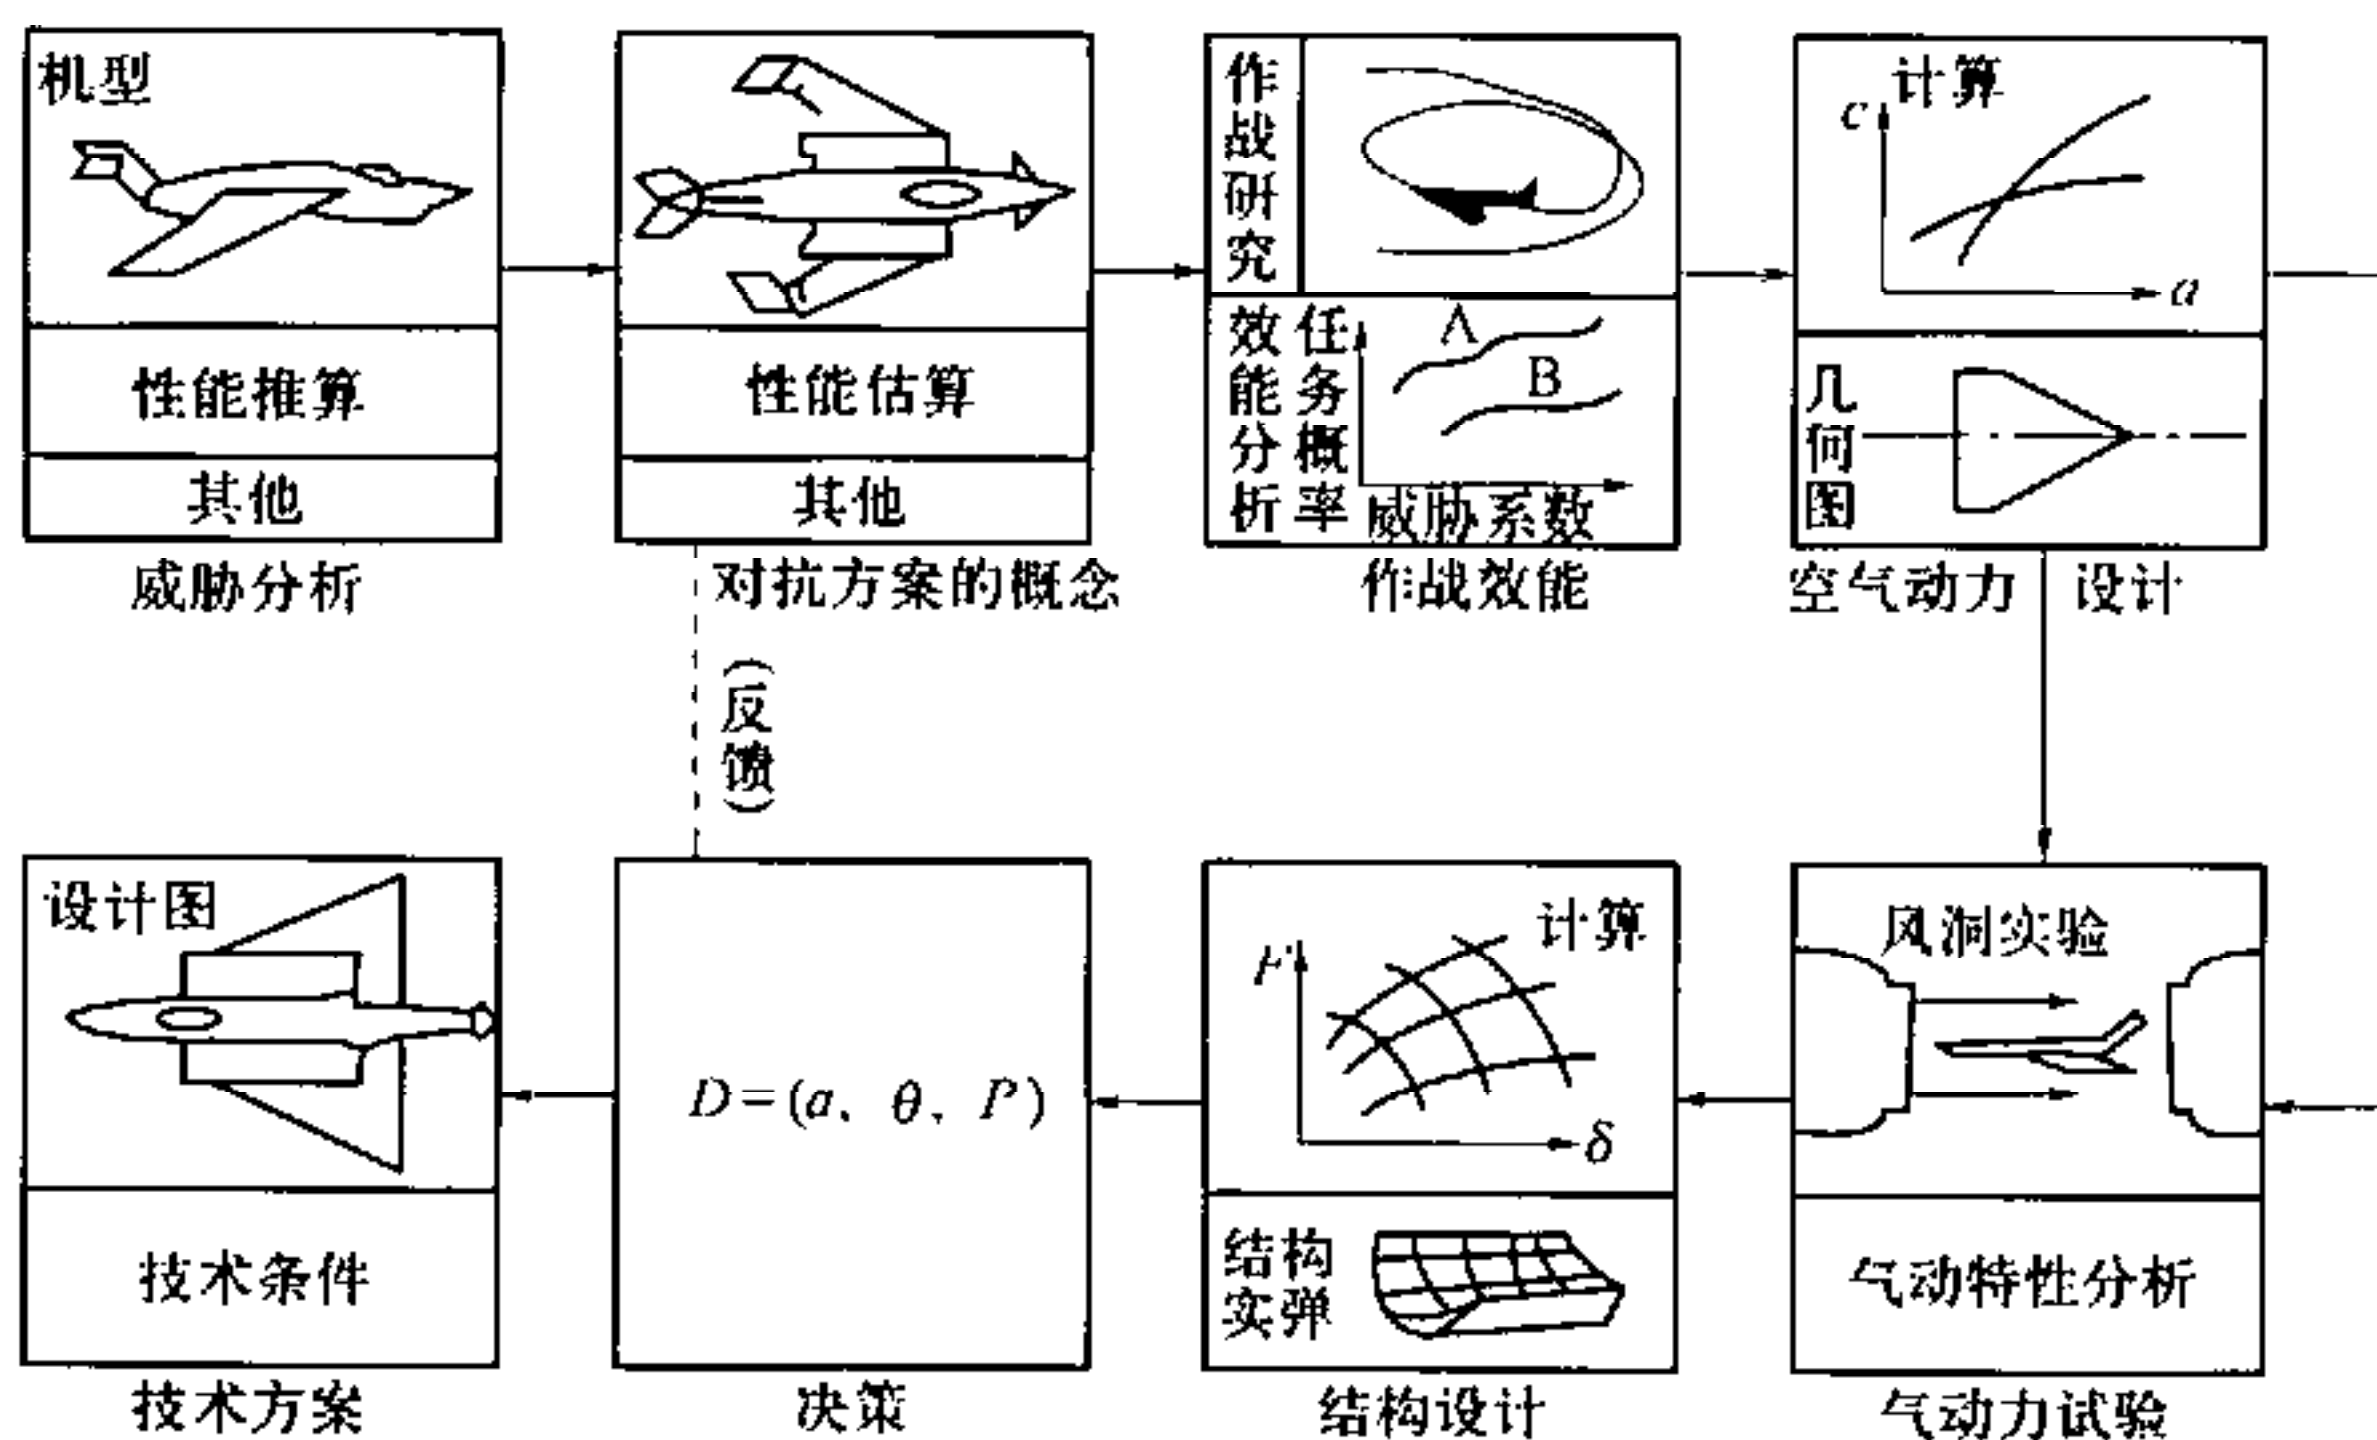 机型
性能推算
其他
威胁分析
性能估算
其他
对抗方案的概念
作战研究
效能分析
任务概率
A
B
威胁系数
作战效能
计算
c
a
几何图
空气动力 设计
(反馈)
设计图
技术条件
技术方案
D=(a、θ、P)
决策
计算
F
δ
结构
实弹
结构设计
风洞实验
气动特性分析
气动力试验